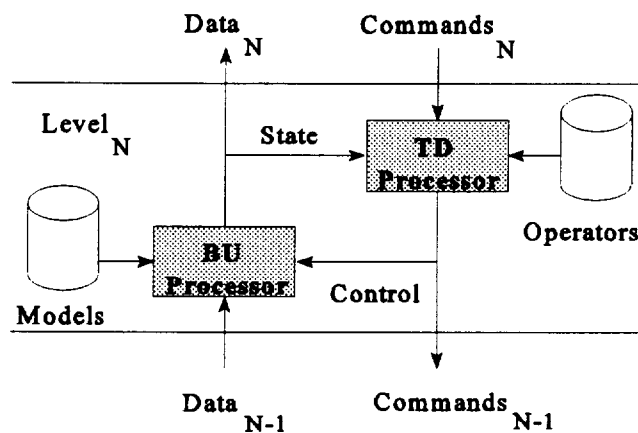 Data N
Commands N
Level N
State
TD
Processor
Operators
BU
Processor
Models
Control
Data N-1
Commands N-1